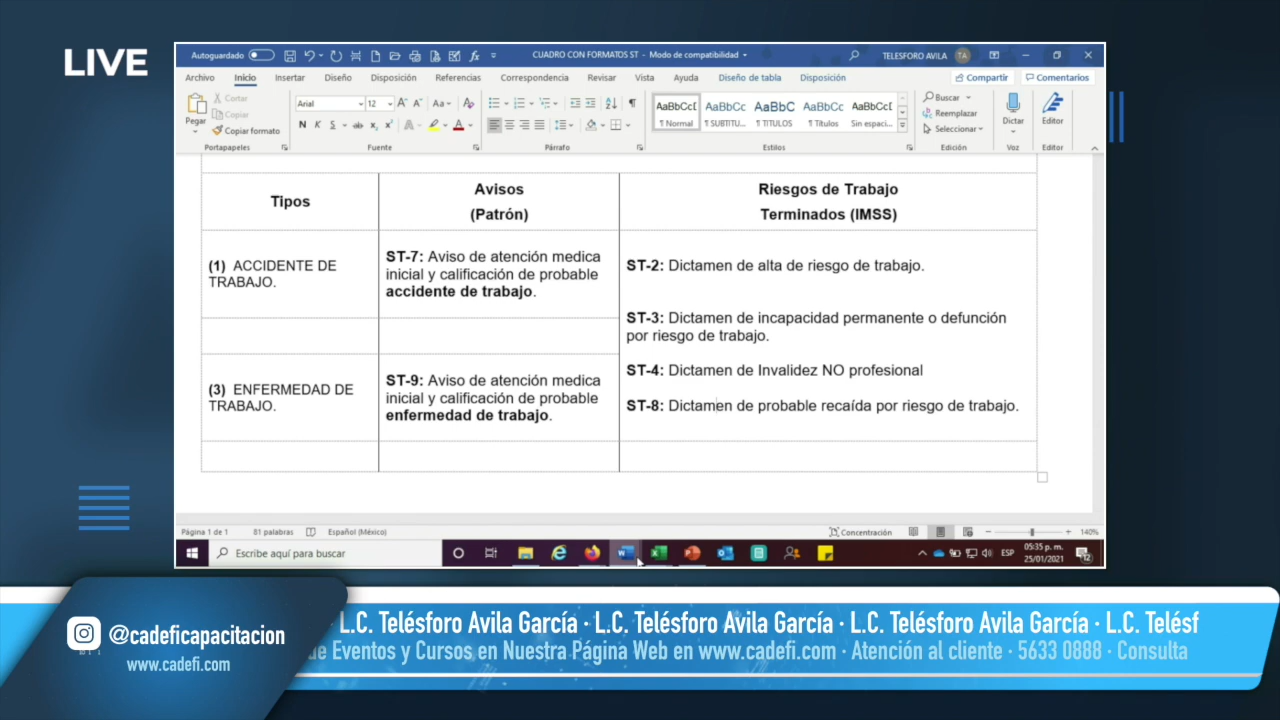 LIVE
Autoguardado
CUADRO CON FORMATOS ST - Modo de compatibilidad
TELESFORO AVILA
TA
Archivo Inicio Insertar Diseño Disposición Referencias Correspondencia Revisar Vista Ayuda Diseño de tabla Disposición Compartir Comentarios
Pegar
Cortar
Copiar
Copiar formato
Portapapeles
Arial 12
N K S
Fuente
Párrafo
AaBbCcI AaBbCc AaBbC AaBbCc AaBbCcI
¶ Normal ¶ SUBTITU... ¶ TITULOS ¶ Títulos Sin espaci...
Estilos
Buscar
Reemplazar
Seleccionar
Edición
Dictar
Voz
Editor
Editor
Tipos
Avisos
(Patrón)
Riesgos de Trabajo
Terminados (IMSS)
(1) ACCIDENTE DE
TRABAJO.
ST-7: Aviso de atención medica
inicial y calificación de probable
accidente de trabajo.
ST-2: Dictamen de alta de riesgo de trabajo.
ST-3: Dictamen de incapacidad permanente o defunción
por riesgo de trabajo.
ST-4: Dictamen de Invalidez NO profesional
ST-8: Dictamen de probable recaída por riesgo de trabajo.
(3) ENFERMEDAD DE
TRABAJO.
ST-9: Aviso de atención medica
inicial y calificación de probable
enfermedad de trabajo.
Página 1 de 1 81 palabras Español (México) Concentración 140%
Escribe aquí para buscar
ESP
05:35 p. m.
25/01/2021
12
@cadeficapacitacion
www.cadefi.com
· L.C. Telésforo Avila García · L.C. Telésforo Avila García · L.C. Telésforo Avila García · L.C. Telésf
de Eventos y Cursos en Nuestra Página Web en www.cadefi.com · Atención al cliente · 5633 0888 · Consulta